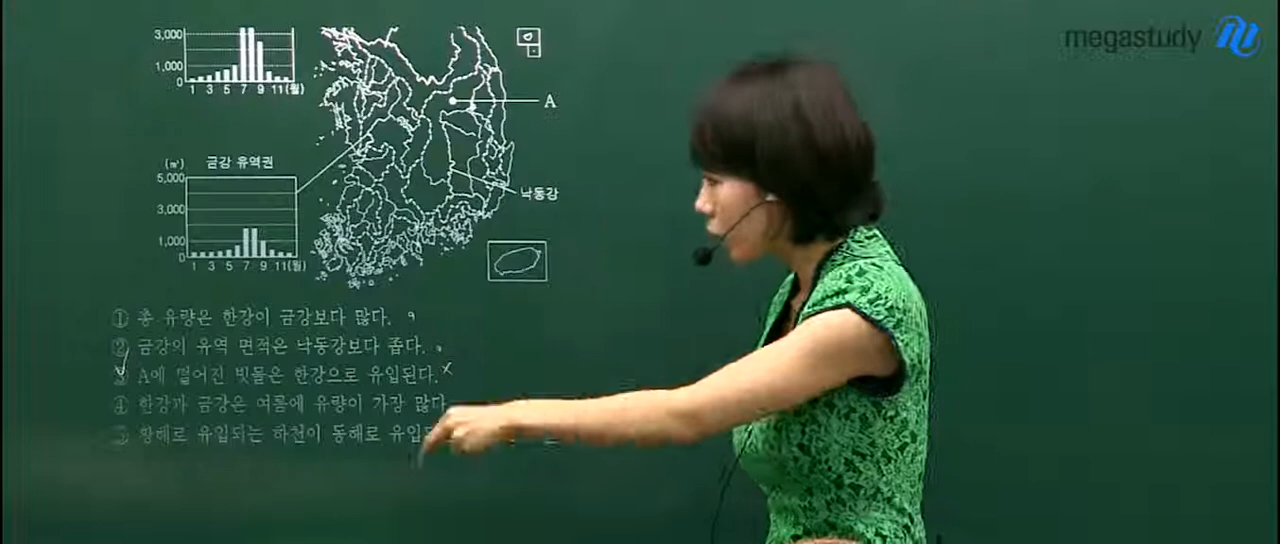 megastudy
3,000
1,000
0
1 3 5 7 9 11(월)
A
(㎥) 금강 유역권
5,000
3,000
1,000
0
1 3 5 7 9 11(월)
낙동강
① 총 유량은 한강이 금강보다 많다.
② 금강의 유역 면적은 낙동강보다 좁다.
③ A에 떨어진 빗물은 한강으로 유입된다. ×
④ 한강과 금강은 여름에 유량이 가장 많다
⑤ 황해로 유입되는 하천이 동해로